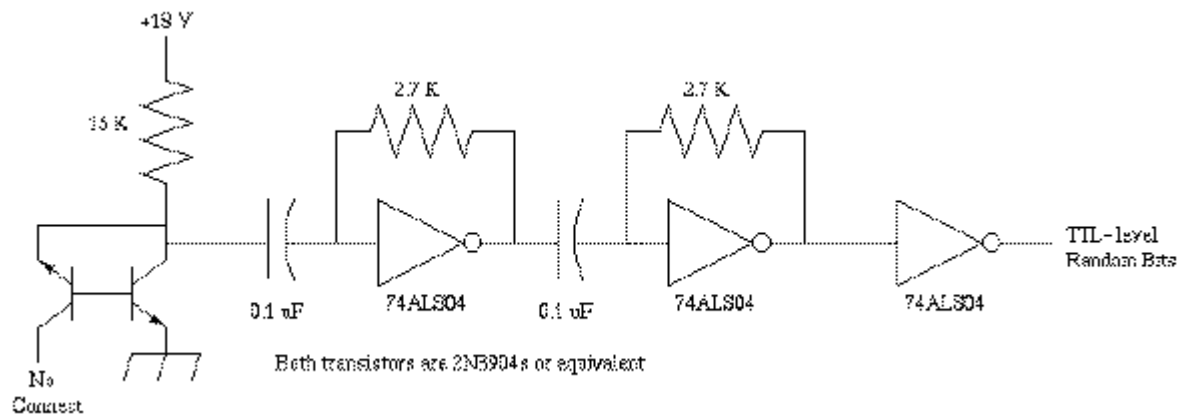 +18 V
15 K
2.7 K
2.7 K
0.1 uF
74ALS04
0.1 uF
74ALS04
74ALS04
TTL-level
Random Bits
No
Connect
Both transistors are 2N3904s or equivalent